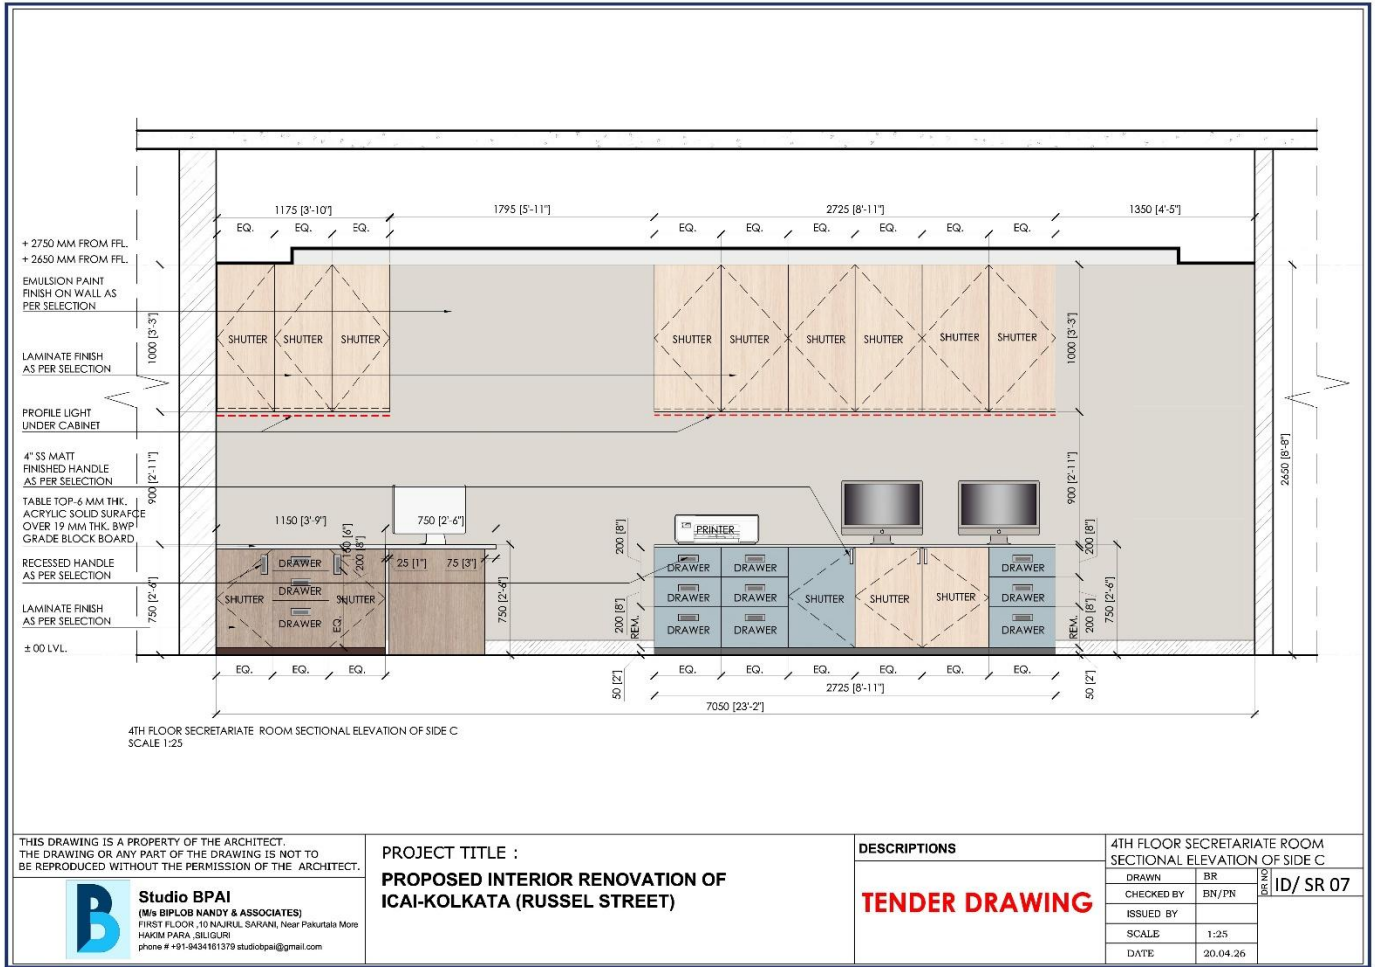 1175 [3'-10"]
1795 [5'-11"]
2725 [8'-11"]
1350 [4'-5"]
EQ. EQ. EQ.
EQ. EQ. EQ. EQ. EQ. EQ.
+ 2750 MM FROM FFL.
+ 2650 MM FROM FFL.
EMULSION PAINT
FINISH ON WALL AS
PER SELECTION
1000 [3'-3"]
SHUTTER SHUTTER SHUTTER
SHUTTER SHUTTER SHUTTER SHUTTER SHUTTER SHUTTER
1000 [3'-3"]
LAMINATE FINISH
AS PER SELECTION
PROFILE LIGHT
UNDER CABINET
4" SS MATT
FINISHED HANDLE
AS PER SELECTION
900 [2'-11"]
900 [2'-11"]
2650 [8'-8"]
TABLE TOP-6 MM THK.
ACRYLIC SOLID SURAFCE
OVER 19 MM THK. BWP
GRADE BLOCK BOARD
1150 [3'-9"]
750 [2'-6"]
PRINTER
160 [6"]
200 [8"]
200 [8"]
200 [8"]
RECESSED HANDLE
AS PER SELECTION
DRAWER
25 [1"]
75 [3"]
DRAWER DRAWER DRAWER
LAMINATE FINISH
AS PER SELECTION
750 [2'-6"]
SHUTTER DRAWER SHUTTER
DRAWER
EQ.
750 [2'-6"]
200 [8"]
REM.
DRAWER DRAWER SHUTTER SHUTTER SHUTTER DRAWER
DRAWER DRAWER DRAWER
REM.
200 [8"]
750 [2'-6"]
± 00 LVL.
EQ. EQ. EQ.
50 [2"]
EQ. EQ. EQ. EQ. EQ. EQ.
50 [2"]
2725 [8'-11"]
7050 [23'-2"]
4TH FLOOR SECRETARIATE ROOM SECTIONAL ELEVATION OF SIDE C
SCALE 1:25
THIS DRAWING IS A PROPERTY OF THE ARCHITECT.
THE DRAWING OR ANY PART OF THE DRAWING IS NOT TO
BE REPRODUCED WITHOUT THE PERMISSION OF THE ARCHITECT.
Studio BPAI
(M/s BIPLOB NANDY & ASSOCIATES)
FIRST FLOOR ,10 NAJRUL SARANI, Near Pakurtala More
HAKIM PARA ,SILIGURI
phone # +91-9434161379 studiobpai@gmail.com
PROJECT TITLE :
PROPOSED INTERIOR RENOVATION OF
ICAI-KOLKATA (RUSSEL STREET)
DESCRIPTIONS
TENDER DRAWING
4TH FLOOR SECRETARIATE ROOM
SECTIONAL ELEVATION OF SIDE C
DRAWN BR
CHECKED BY BN/PN
ISSUED BY
SCALE 1:25
DATE 20.04.26
DR NO ID/ SR 07